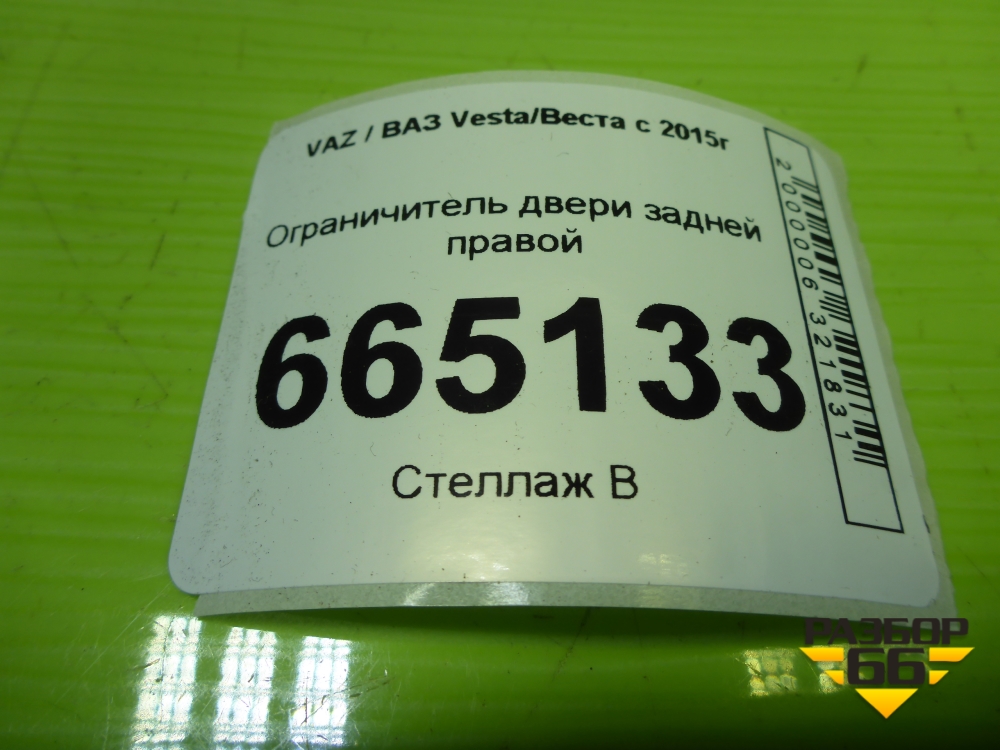 VAZ / ВАЗ Vesta/Веста с 2015г
Ограничитель двери задней
правой
665133
Стеллаж В
2000006321831
РАЗБОР
66